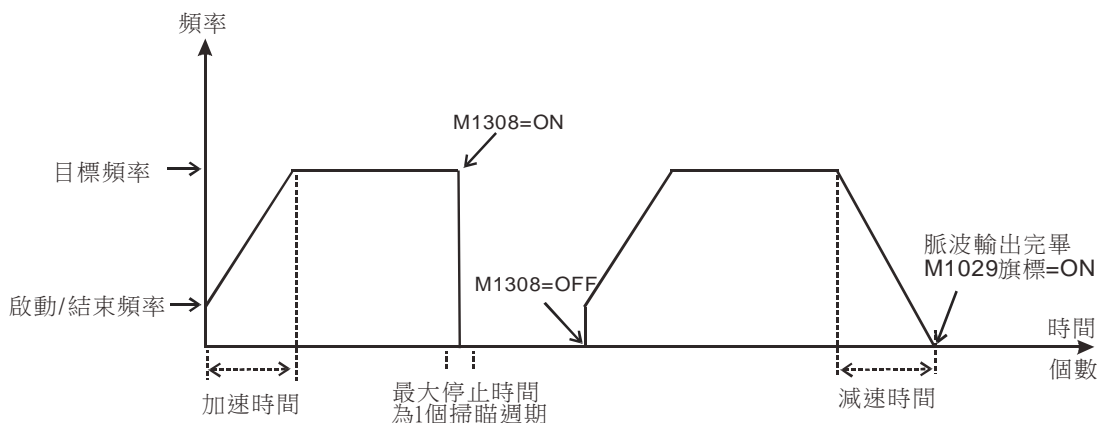 頻率
M1308=ON
目標頻率
脈波輸出完畢
M1029旗標=ON
M1308=OFF
啟動/結束頻率
時間
個數
加速時間
最大停止時間
為1個掃瞄週期
減速時間